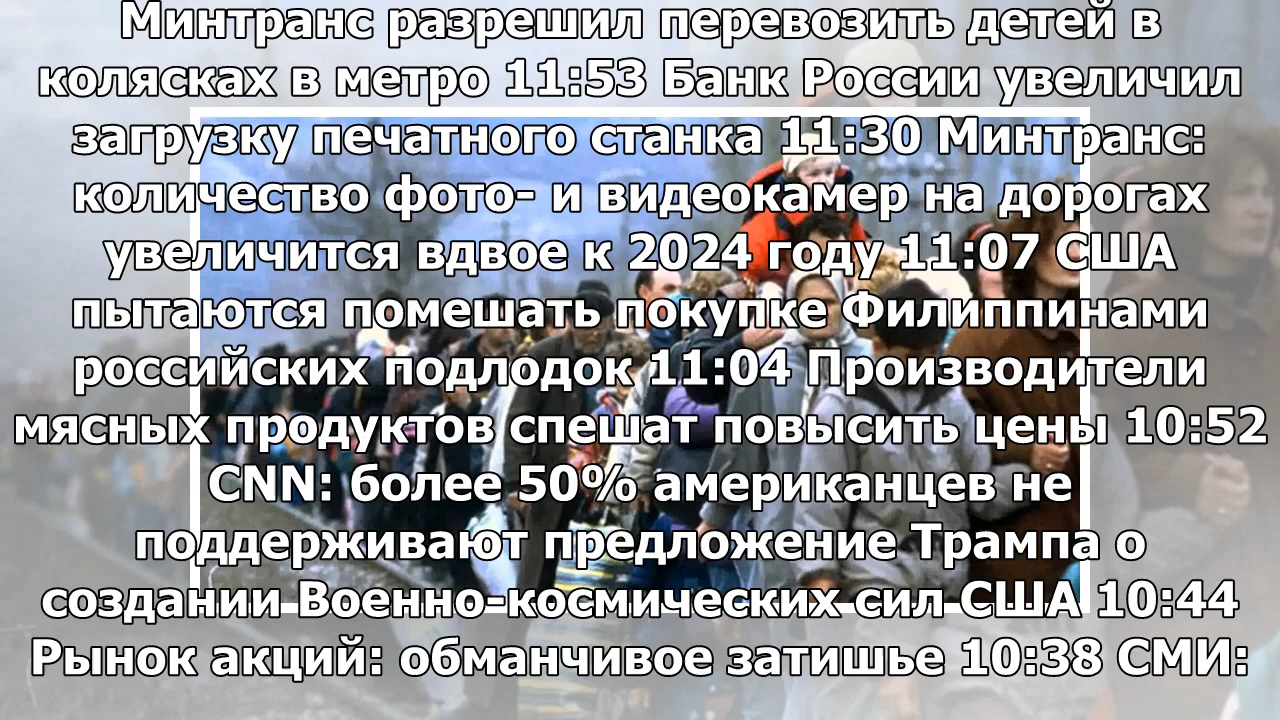 Минтранс разрешил перевозить детей в
колясках в метро 11:53 Банк России увеличил
загрузку печатного станка 11:30 Минтранс:
количество фото- и видеокамер на дорогах
увеличится вдвое к 2024 году 11:07 США
пытаются помешать покупке Филиппинами
российских подлодок 11:04 Производители
мясных продуктов спешат повысить цены 10:52
CNN: более 50% американцев не
поддерживают предложение Трампа о
создании Военно-космических сил США 10:44
Рынок акций: обманчивое затишье 10:38 СМИ: